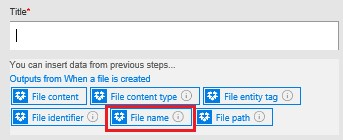 Title*
You can insert data from previous steps...
Outputs from When a file is created
File content File content type File entity tag
File identifier File name File path